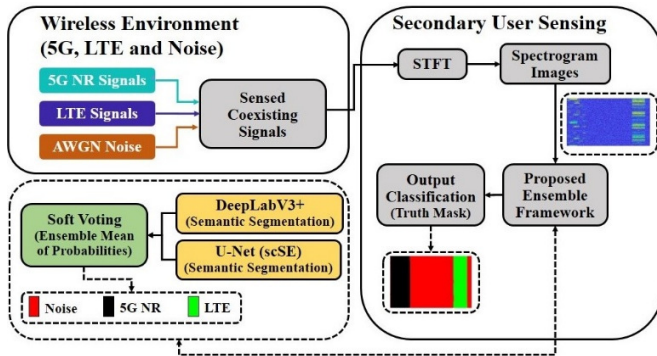 Wireless Environment
(5G, LTE and Noise)
5G NR Signals
LTE Signals
AWGN Noise
Sensed
Coexisting
Signals
Secondary User Sensing
STFT
Spectrogram
Images
Proposed
Ensemble
Framework
Output
Classification
(Truth Mask)
DeepLabV3+
(Semantic Segmentation)
U-Net (scSE)
(Semantic Segmentation)
Soft Voting
(Ensemble Mean
of Probabilities)
Noise
5G NR
LTE